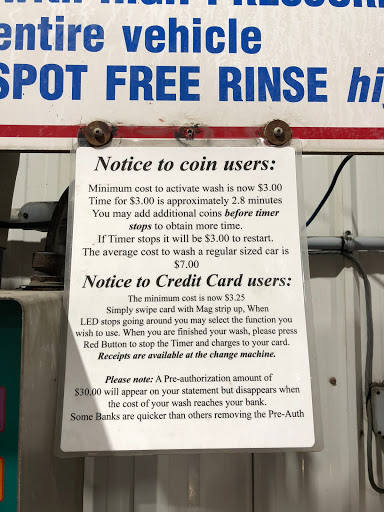 entire vehicle
SPOT FREE RINSE
Notice to coin users:
Minimum cost to activate wash is now $3.00
Time for $3.00 is approximately 2.8 minutes
You may add additional coins before timer
stops to obtain more time.
If Timer stops it will be $3.00 to restart.
The average cost to wash a regular sized car is
$7.00
Notice to Credit Card users:
The minimum cost is now $3.25
Simply swipe card with Mag strip up, When
LED stops going around you may select the function you
wish to use. When you are finished your wash, please press
Red Button to stop the Timer and charges to your card.
Receipts are available at the change machine.
Please note: A Pre-authorization amount of
$30.00 will appear on your statement but disappears when
the cost of your wash reaches your bank.
Some Banks are quicker than others removing the Pre-Auth